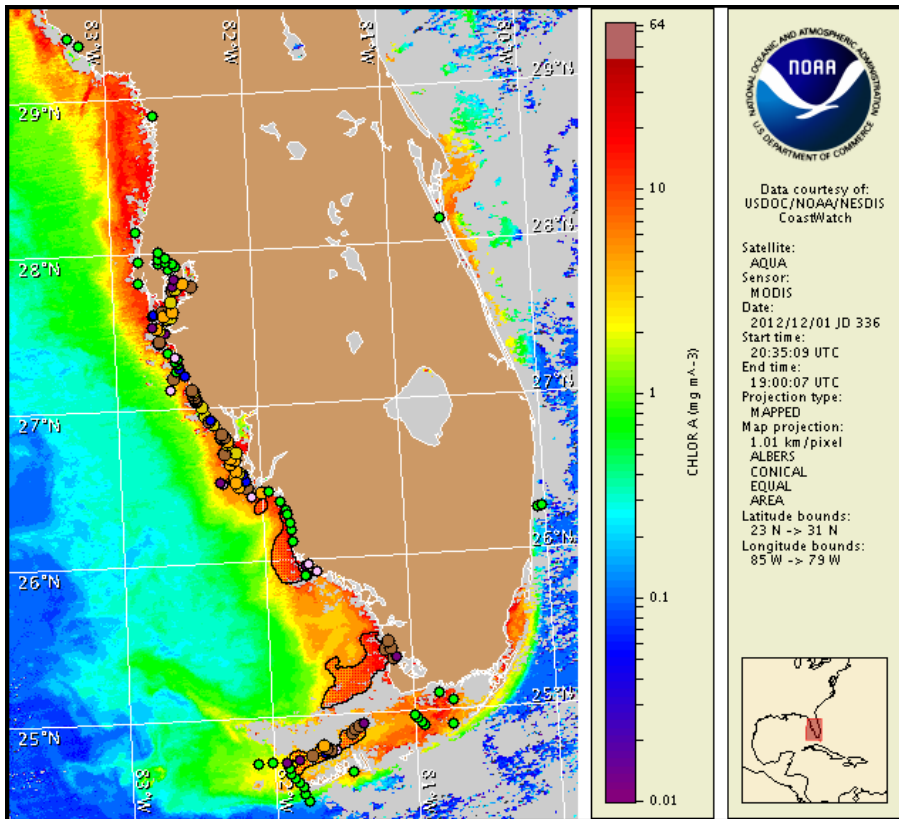 83°W
82°W
81°W
80°W
29°N
29°N
28°N
28°N
27°N
27°N
26°N
26°N
25°N
25°N
83°W
82°W
81°W
64
10
1
0.1
0.01
CHLOR A (mg m^-3)
NATIONAL OCEANIC AND ATMOSPHERIC ADMINISTRATION
NOAA
U.S. DEPARTMENT OF COMMERCE
Data courtesy of:
USDOC/NOAA/NESDIS
CoastWatch
Satellite:
AQUA
Sensor:
MODIS
Date:
2012/12/01 JD 336
Start time:
20:35:09 UTC
End time:
19:00:07 UTC
Projection type:
MAPPED
Map projection:
1.01 km/pixel
ALBERS
CONICAL
EQUAL
AREA
Latitude bounds:
23 N -> 31 N
Longitude bounds:
85 W -> 79 W